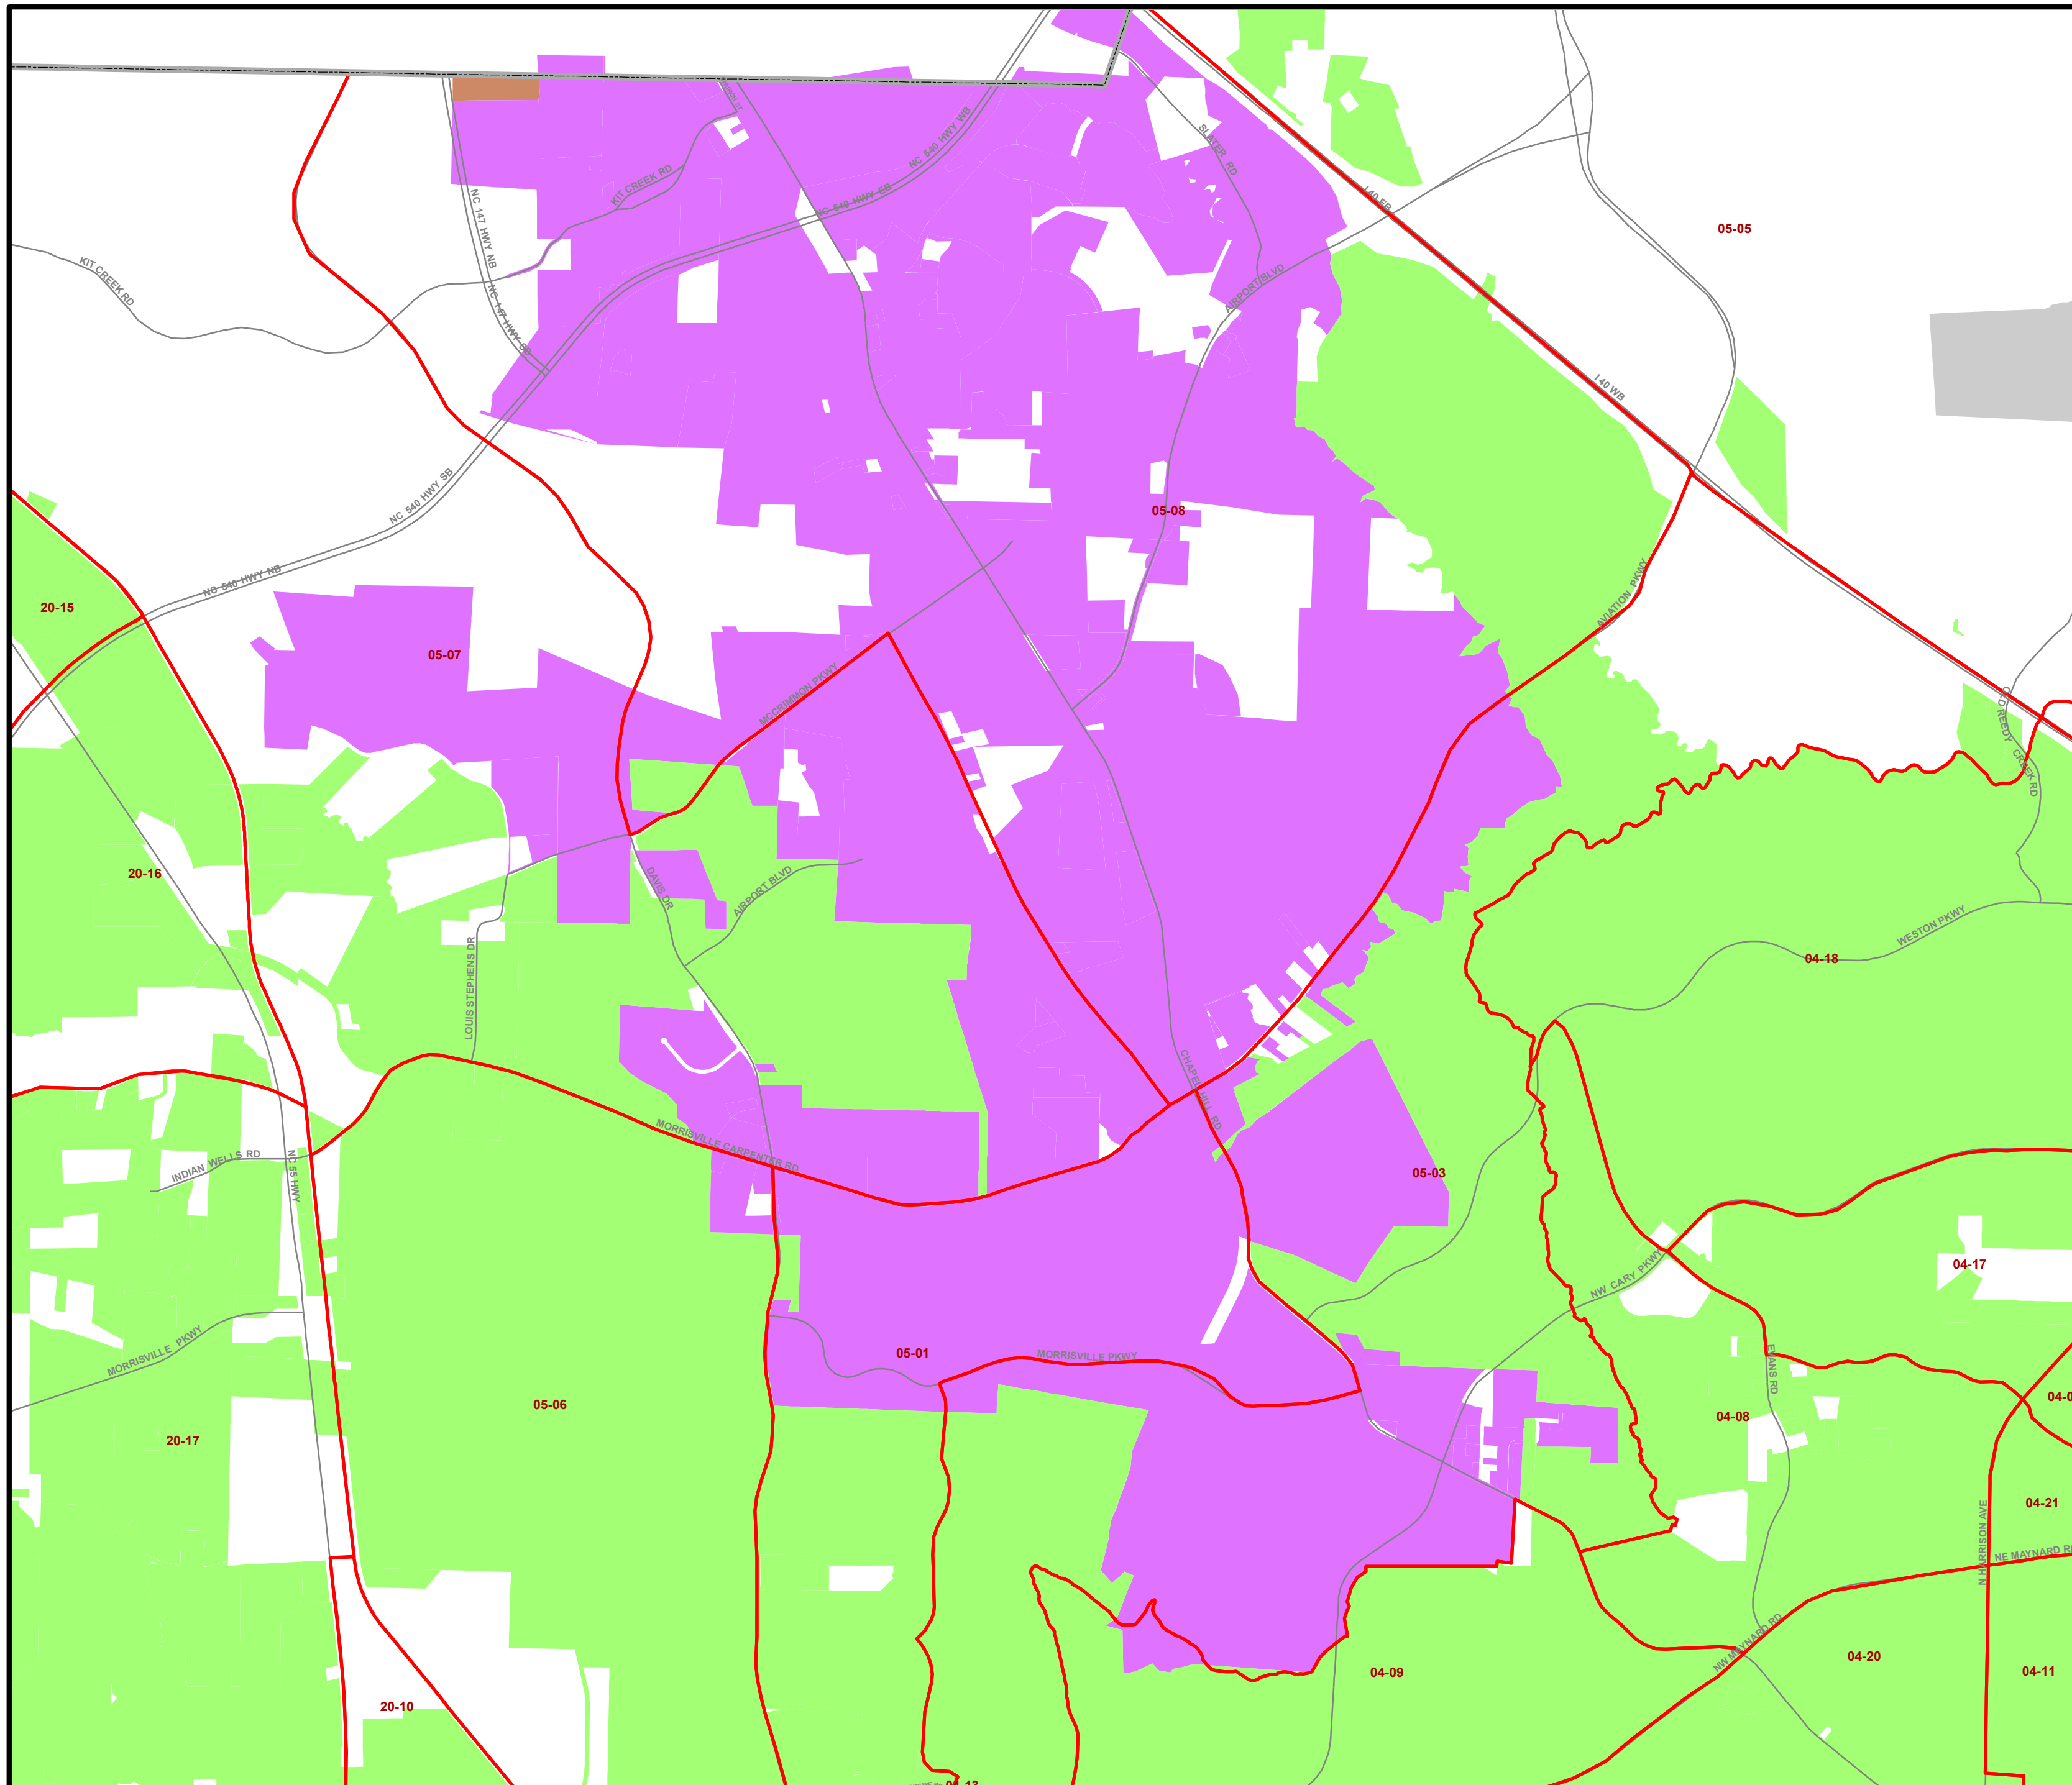 NC 540 HWY WB
SLATER RD
KIT CREEK RD
I 40 EB
NC 540 HWY EB
NC 147 HWY NB
05-05
KIT CREEK RD
AIRPORT BLVD
NC 147 HWY SB
I 40 WB
NC 540 HWY SB
05-08
NC 540 HWY NB
AVIATION PKWY
20-15
05-07
MCCRIMMON PKWY
OLD REEDY CREEK RD
20-16
DAVIS DR
AIRPORT BLVD
WESTON PKWY
04-18
LOUIS STEPHENS DR
CHAPEL HILL RD
MORRISVILLE CARPENTER RD
INDIAN WELLS RD
NC 55 HWY
05-03
04-17
NW CARY PKWY
MORRISVILLE PKWY
05-01
MORRISVILLE PKWY
EVANS RD
05-06
04-08
04-0
20-17
04-21
N HARRISON AVE
NE MAYNARD RD
NW MAYNARD RD
04-09
04-20
04-11
20-10